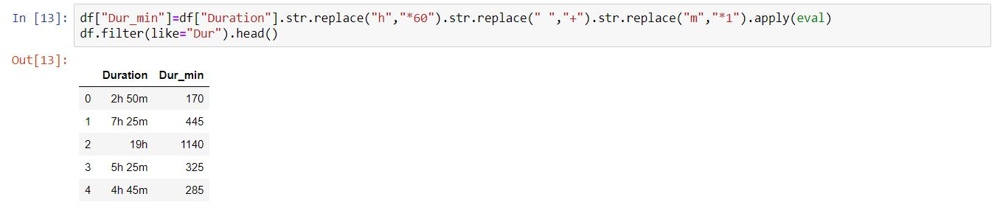 In [13]: df["Dur_min"]=df["Duration"].str.replace("h","*60").str.replace(" ","+").str.replace("m","*1").apply(eval)
df.filter(like="Dur").head()
Out[13]:
Duration Dur_min
0 2h 50m 170
1 7h 25m 445
2 19h 1140
3 5h 25m 325
4 4h 45m 285